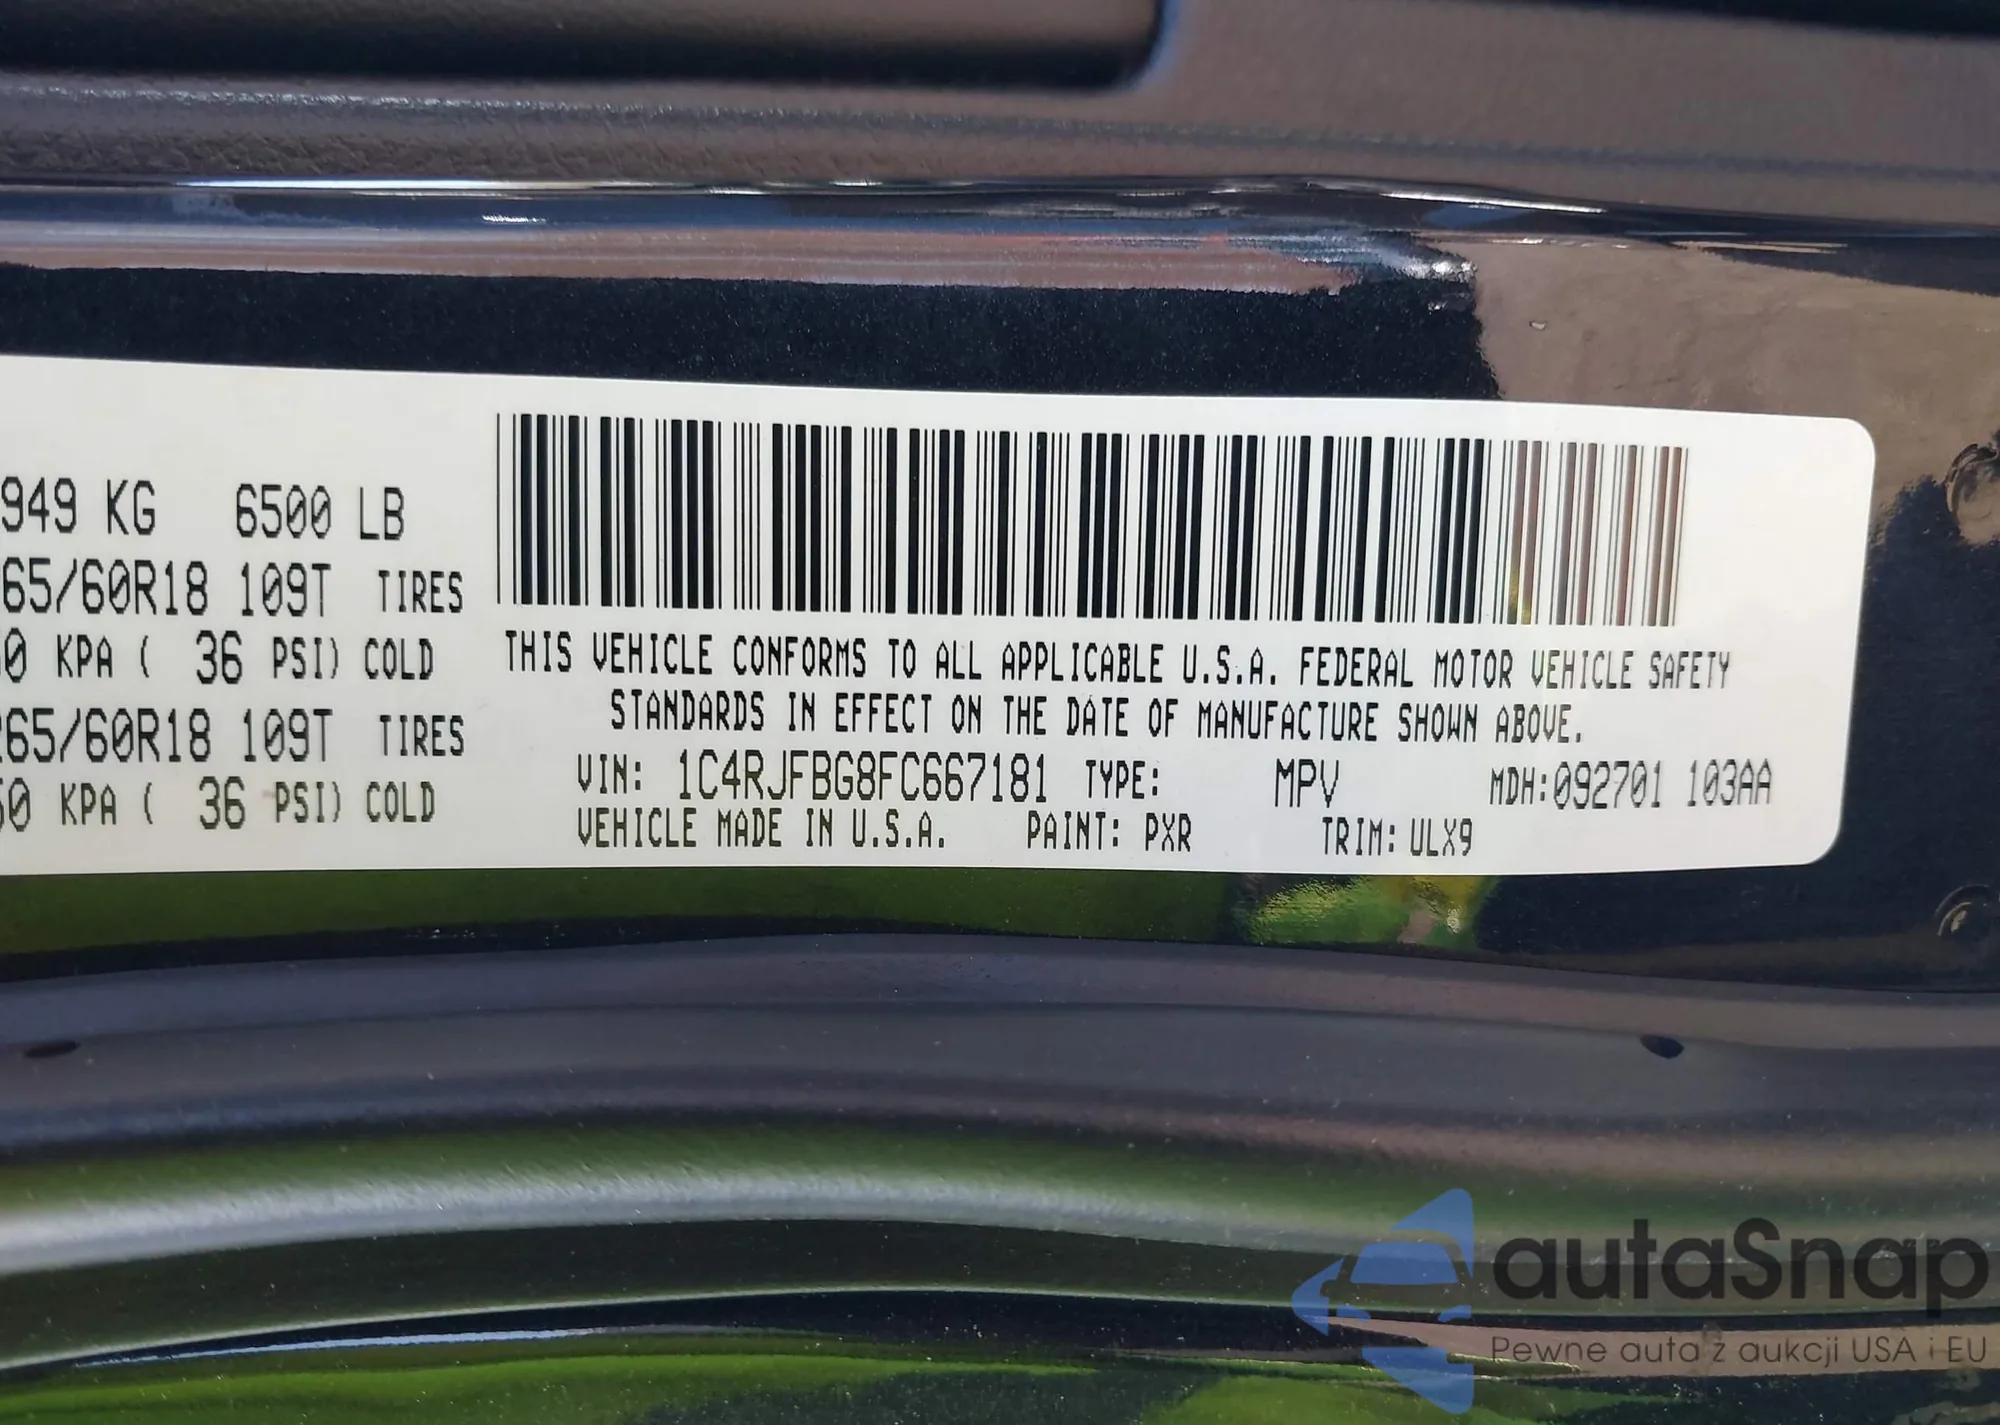 949 KG 6500 LB
65/60R18 109T TIRES
0 KPA ( 36 PSI) COLD
265/60R18 109T TIRES
50 KPA ( 36 PSI) COLD
THIS VEHICLE CONFORMS TO ALL APPLICABLE U.S.A. FEDERAL MOTOR VEHICLE SAFETY
STANDARDS IN EFFECT ON THE DATE OF MANUFACTURE SHOWN ABOVE.
VIN: 1C4RJFBG8FC667181 TYPE: MPV MDH:092701 103AA
VEHICLE MADE IN U.S.A. PAINT: PXR TRIM: ULX9
autaSnap
Pewne auta z aukcji USA i EU